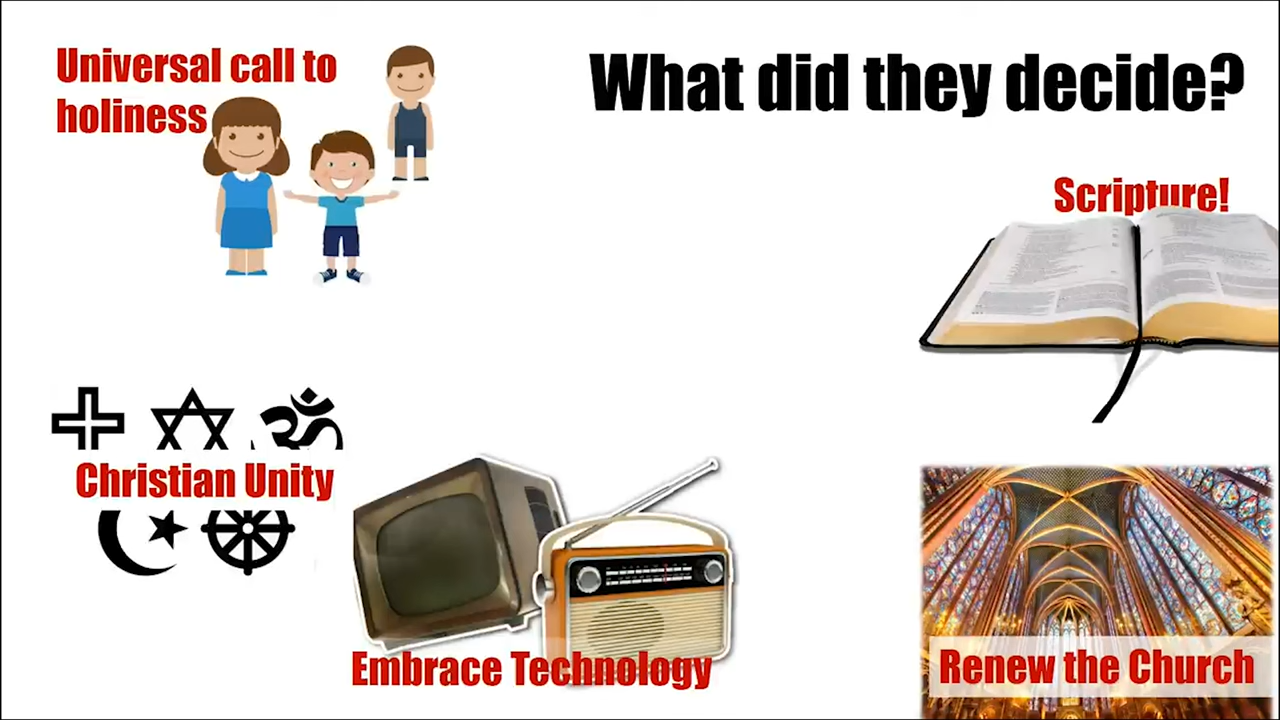 Universal call to
holiness
What did they decide?
Scripture!
Christian Unity
Embrace Technology
Renew the Church